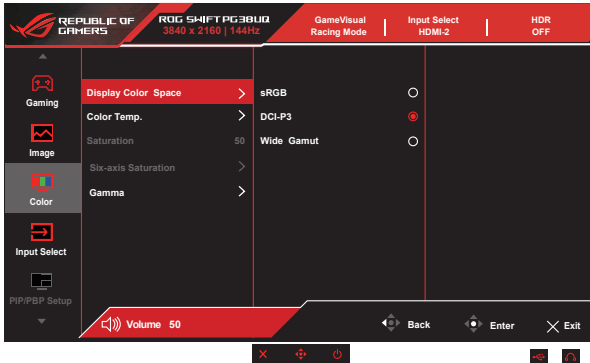 REPUBLIC OF
GAMERS
ROG SWIFT PG38UQ
3840 x 2160 | 144Hz
GameVisual
Racing Mode
Input Select
HDMI-2
HDR
OFF
Gaming
Image
Color
Input Select
PIP/PBP Setup
Display Color Space
Color Temp.
Saturation 50
Six-axis Saturation
Gamma
sRGB
DCI-P3
Wide Gamut
Volume 50
Back
Enter
Exit